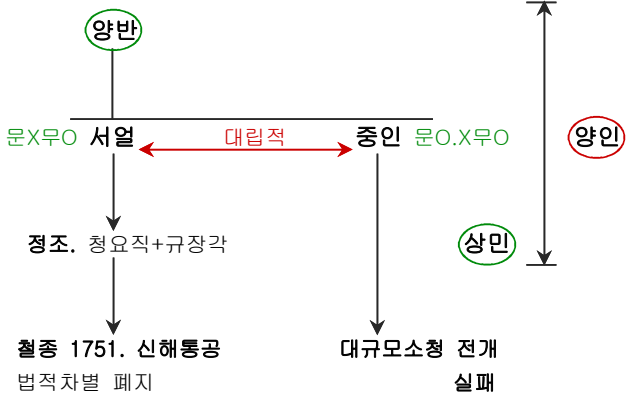 양반
문X무O 서얼 대립적 중인 문O.X무O 양인
정조. 청요직+규장각 상민
철종 1751. 신해통공 대규모소청 전개
법적차별 폐지 실패